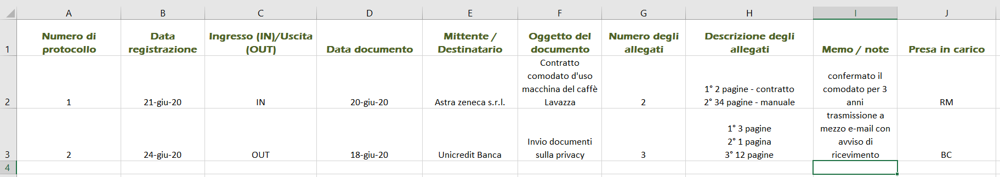 A B C D E F G H I J
1 Numero di protocollo
Data registrazione
Ingresso (IN)/Uscita (OUT)
Data documento
Mittente / Destinatario
Oggetto del documento
Numero degli allegati
Descrizione degli allegati
Memo / note
Presa in carico
2
1
21-giu-20
IN
20-giu-20
Astra zeneca s.r.l.
Contratto
comodato d'uso
macchina del caffè
Lavazza
2
1° 2 pagine - contratto
2° 34 pagine - manuale
confermato il
comodato per 3
anni
RM
3
2
24-giu-20
OUT
18-giu-20
Unicredit Banca
Invio documenti
sulla privacy
3
1° 3 pagine
2° 1 pagina
3° 12 pagine
trasmissione a
mezzo e-mail con
avviso di
ricevimento
BC
4